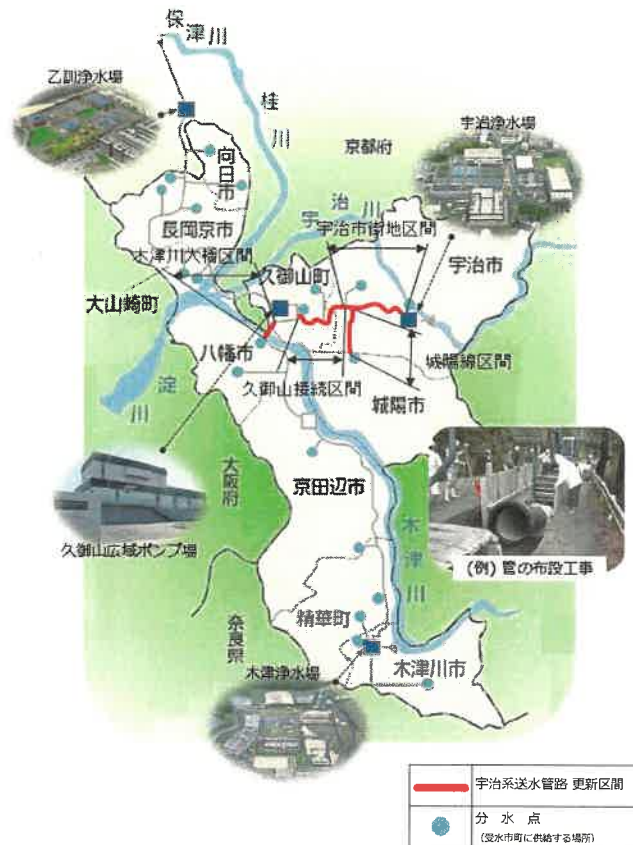 保津川
乙訓浄水場
桂川
宇治浄水場
京都府
向日市
宇治川
宇治市街地区間
長岡京市
木津川大橋区間
久御山町
宇治市
大山崎町
八幡市
城陽線区間
久御山接続区間
城陽市
淀川
大阪府
京田辺市
久御山広域ポンプ場
木津川
(例) 管の布設工事
精華町
奈良県
木津浄水場
木津川市
宇治系送水管路 更新区間
分水点
(受水市町に供給する場所)